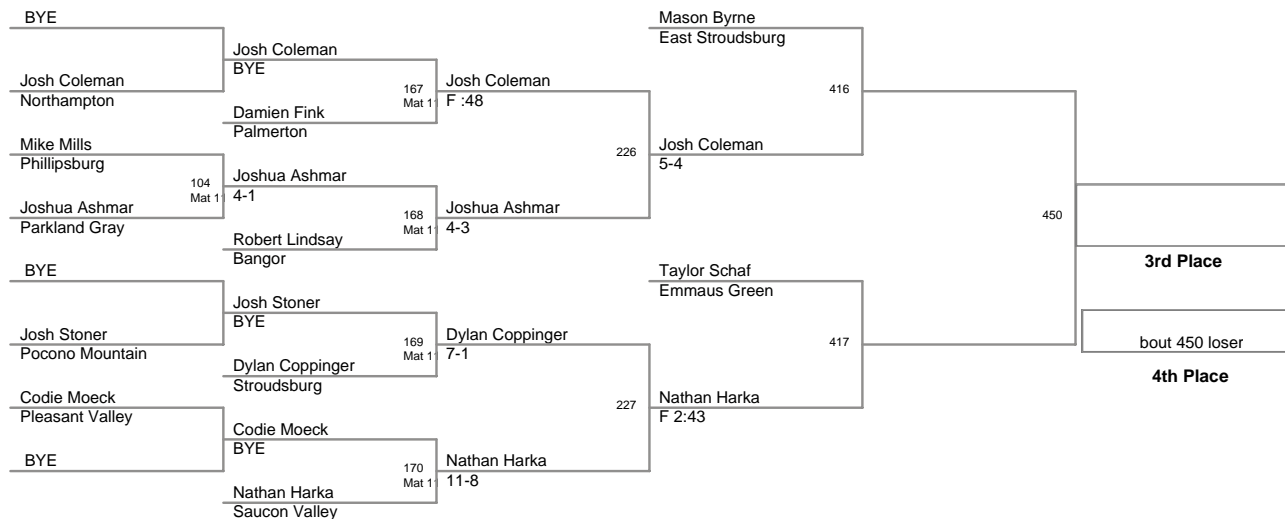 BYE
Josh Coleman
Northampton
Mike Mills
Phillipsburg
104
Mat 11
Joshua Ashmar
Parkland Gray
BYE
Josh Stoner
Pocono Mountain
Codie Moeck
Pleasant Valley
BYE
Josh Coleman
BYE
167
Mat 11
Damien Fink
Palmerton
Joshua Ashmar
4-1
168
Mat 11
Robert Lindsay
Bangor
Josh Stoner
BYE
169
Mat 11
Dylan Coppinger
Stroudsburg
Codie Moeck
BYE
170
Mat 11
Nathan Harka
Saucon Valley
Josh Coleman
F :48
226
Joshua Ashmar
4-3
Dylan Coppinger
7-1
227
Nathan Harka
11-8
Mason Byrne
East Stroudsburg
416
Josh Coleman
5-4
Taylor Schaf
Emmaus Green
417
Nathan Harka
F 2:43
450
3rd Place
bout 450 loser
4th Place